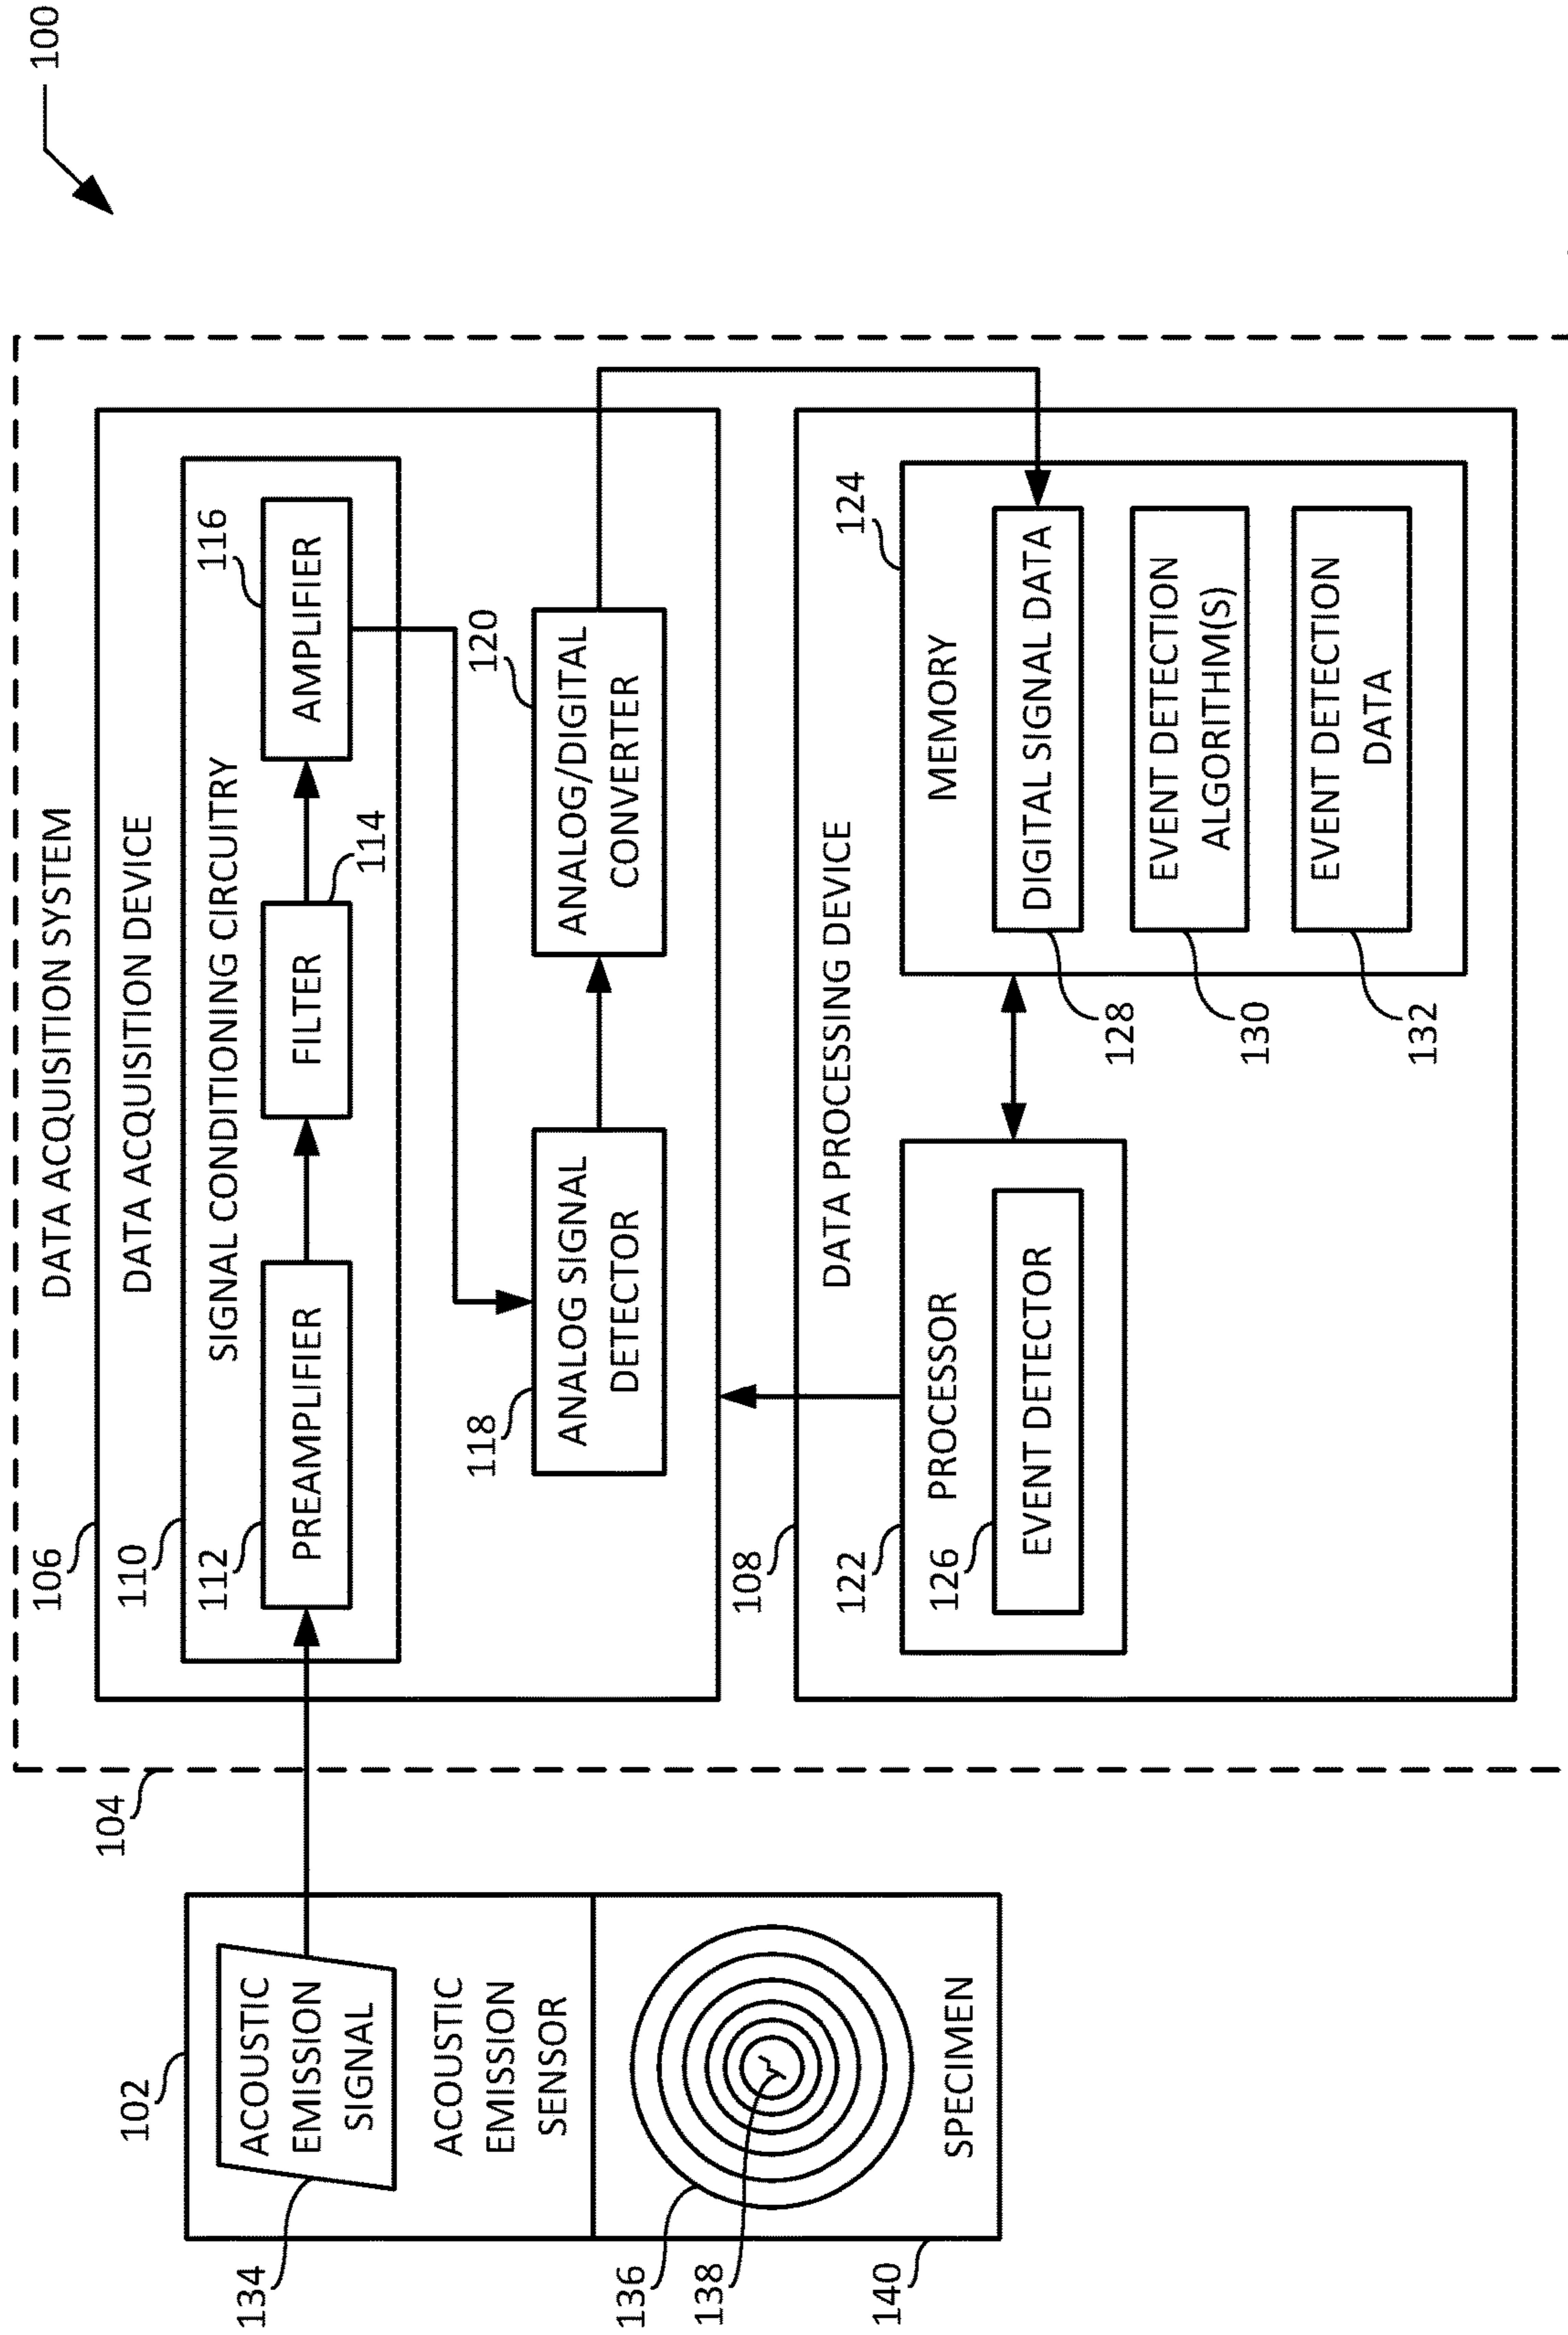 100
DATA ACQUISITION SYSTEM
104
106
DATA ACQUISITION DEVICE
110
SIGNAL CONDITIONING CIRCUITRY
112
PREAMPLIFIER
FILTER
114
116
AMPLIFIER
118
ANALOG SIGNAL
DETECTOR
120
ANALOG/DIGITAL
CONVERTER
102
ACOUSTIC
EMISSION
SIGNAL
134
ACOUSTIC
EMISSION
SENSOR
136
138
SPECIMEN
140
108
DATA PROCESSING DEVICE
122
PROCESSOR
126
EVENT DETECTOR
124
MEMORY
DIGITAL SIGNAL DATA
128
EVENT DETECTION
ALGORITHM(S)
130
EVENT DETECTION
DATA
132